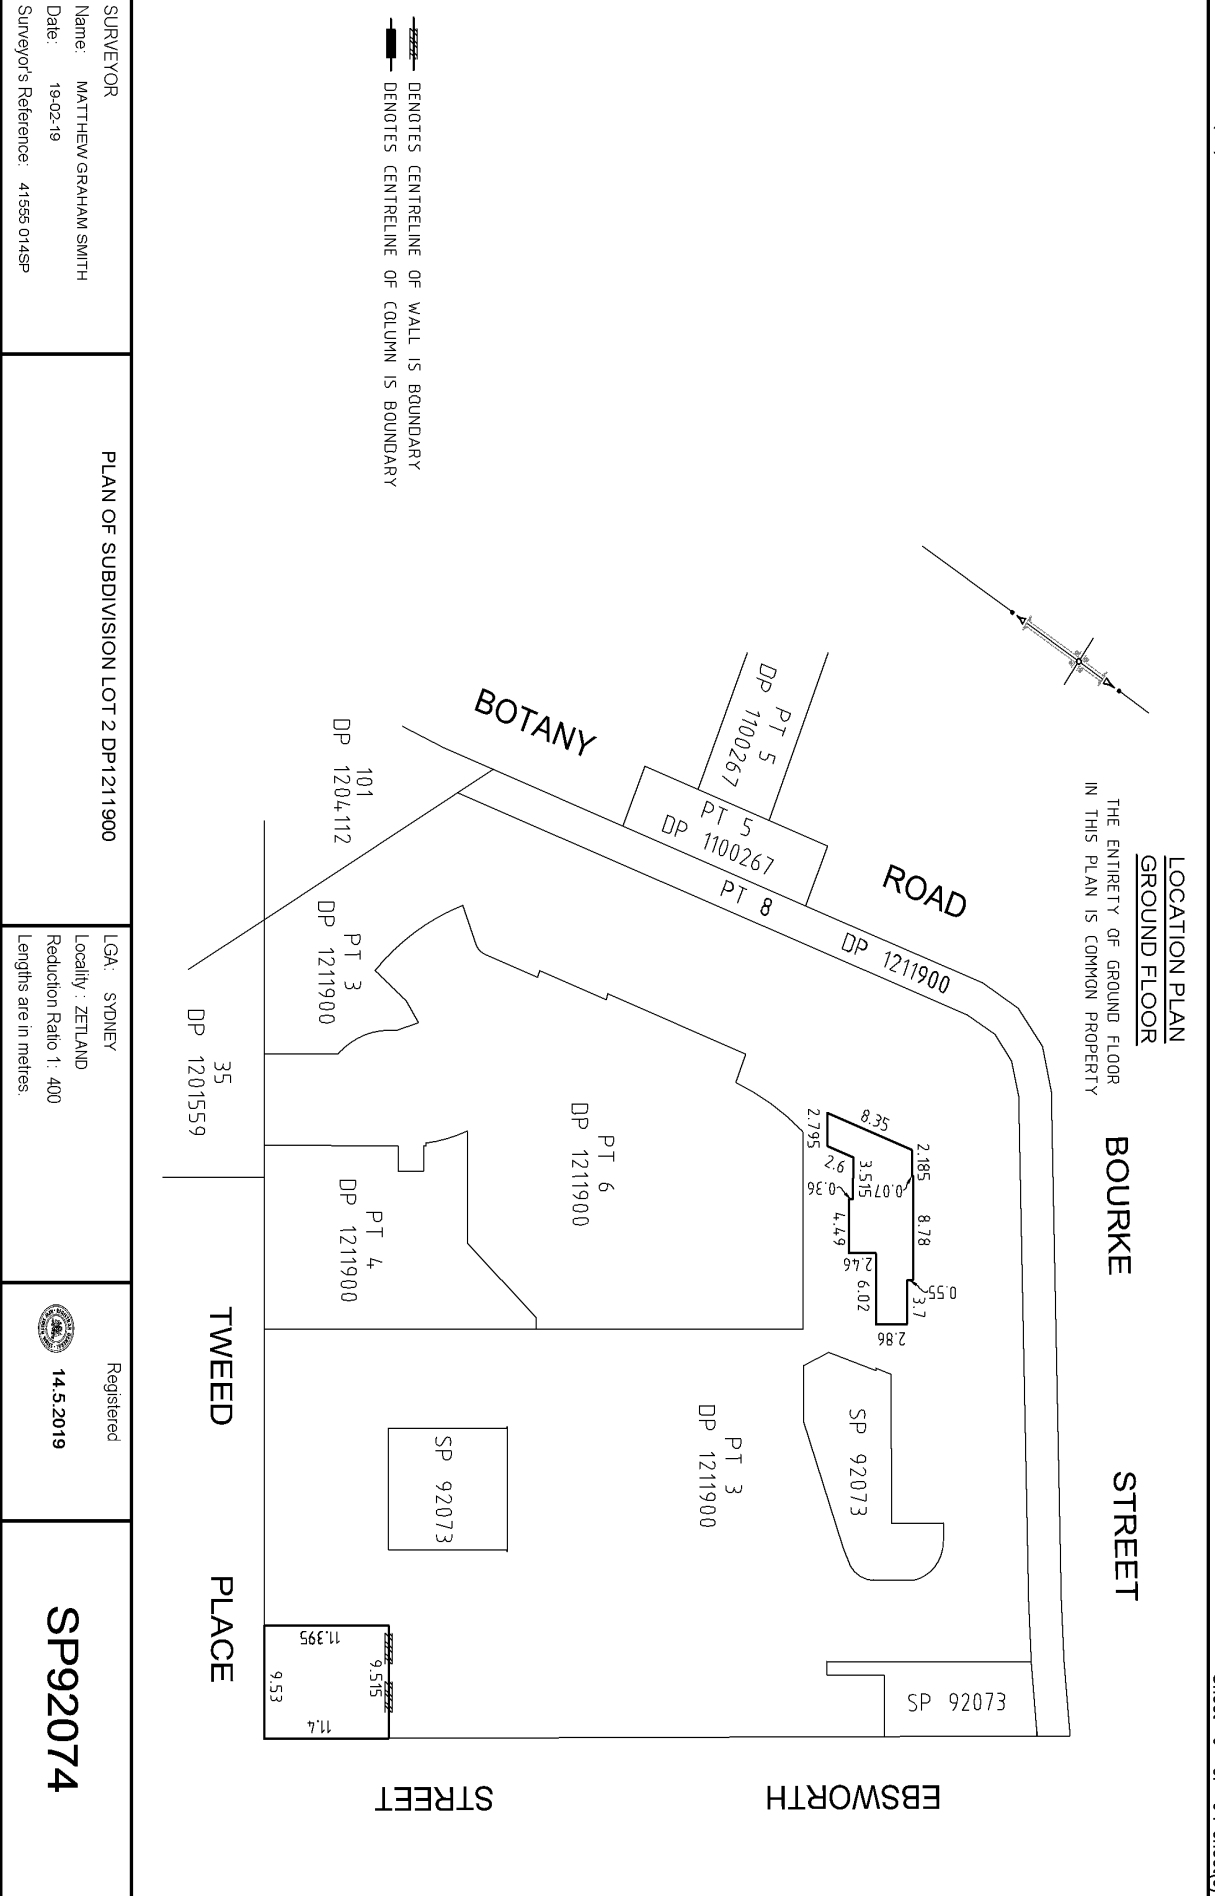 LOCATION PLAN
GROUND FLOOR
THE ENTIRETY OF GROUND FLOOR
IN THIS PLAN IS COMMON PROPERTY
BOURKE
STREET
BOTANY
ROAD
PT 5
DP 1100267
PT 5
DP 1100267
PT 8
DP 1211900
101
DP 1204112
PT 3
DP 1211900
35
DP 1201559
PT 6
DP 1211900
PT 4
DP 1211900
8.35
2.185
0.07
8.78
0.55
3.7
2.86
6.02
2.46
4.49
0.36
3.515
2.6
2.795
SP 92073
PT 3
DP 1211900
SP 92073
SP 92073
TWEED
PLACE
11.395
9.515
9.53
11.4
EBSWORTH
STREET
DENOTES CENTRELINE OF WALL IS BOUNDARY
DENOTES CENTRELINE OF COLUMN IS BOUNDARY
SURVEYOR
Name: MATTHEW GRAHAM SMITH
Date: 19-02-19
Surveyor's Reference: 41555 014SP
PLAN OF SUBDIVISION LOT 2 DP1211900
LGA: SYDNEY
Locality : ZETLAND
Reduction Ratio 1: 400
Lengths are in metres.
Registered
14.5.2019
SP92074